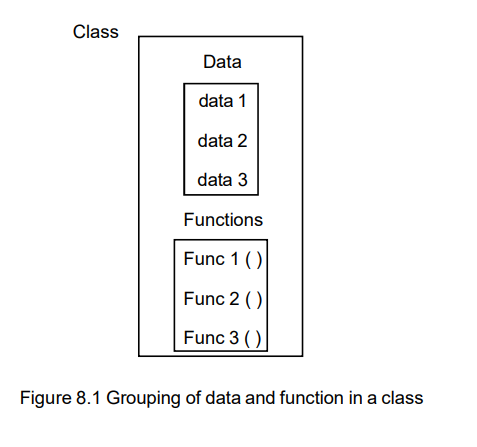 Class
Data
data 1
data 2
data 3
Functions
Func 1 ( )
Func 2 ( )
Func 3 ( )
Figure 8.1 Grouping of data and function in a class